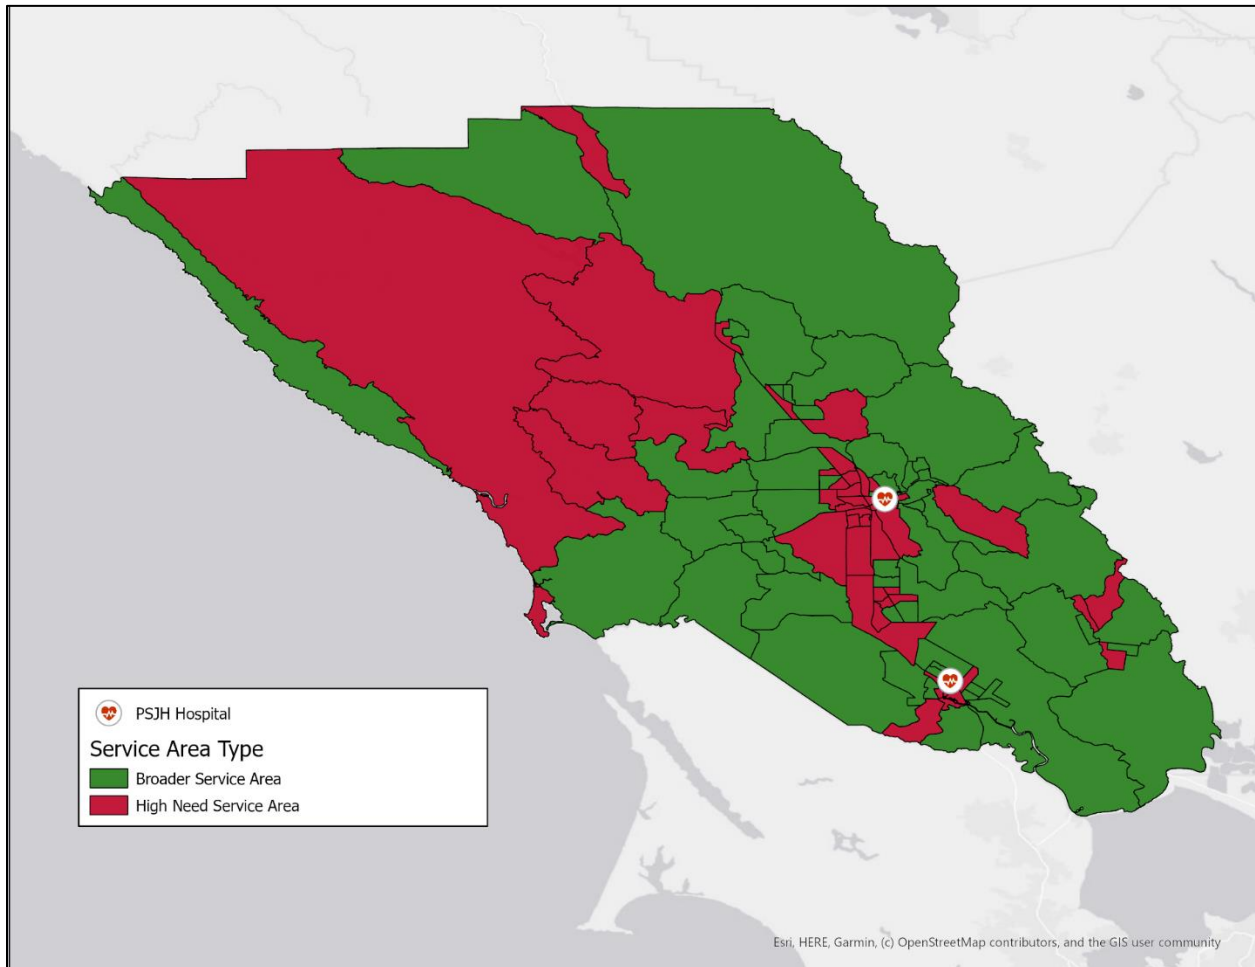 PSJH Hospital
Service Area Type
Broader Service Area
High Need Service Area
Esri, HERE, Garmin, (c) OpenStreetMap contributors, and the GIS user community